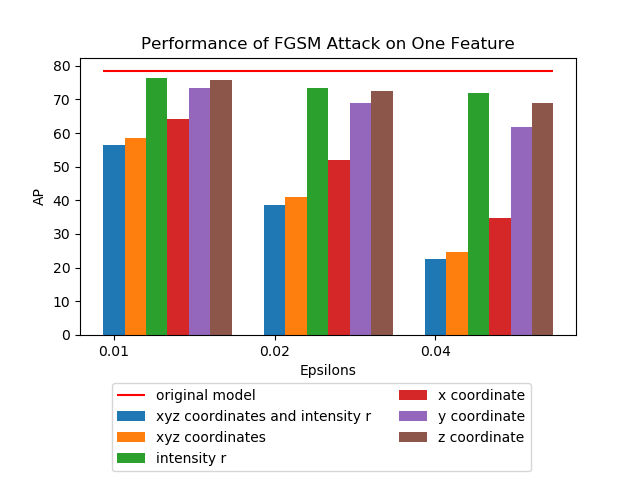 Performance of FGSM Attack on One Feature
80
70
60
50
40
30
20
10
0
AP
0.01 0.02 0.04
Epsilons
original model
xyz coordinates and intensity r
xyz coordinates
intensity r
x coordinate
y coordinate
z coordinate